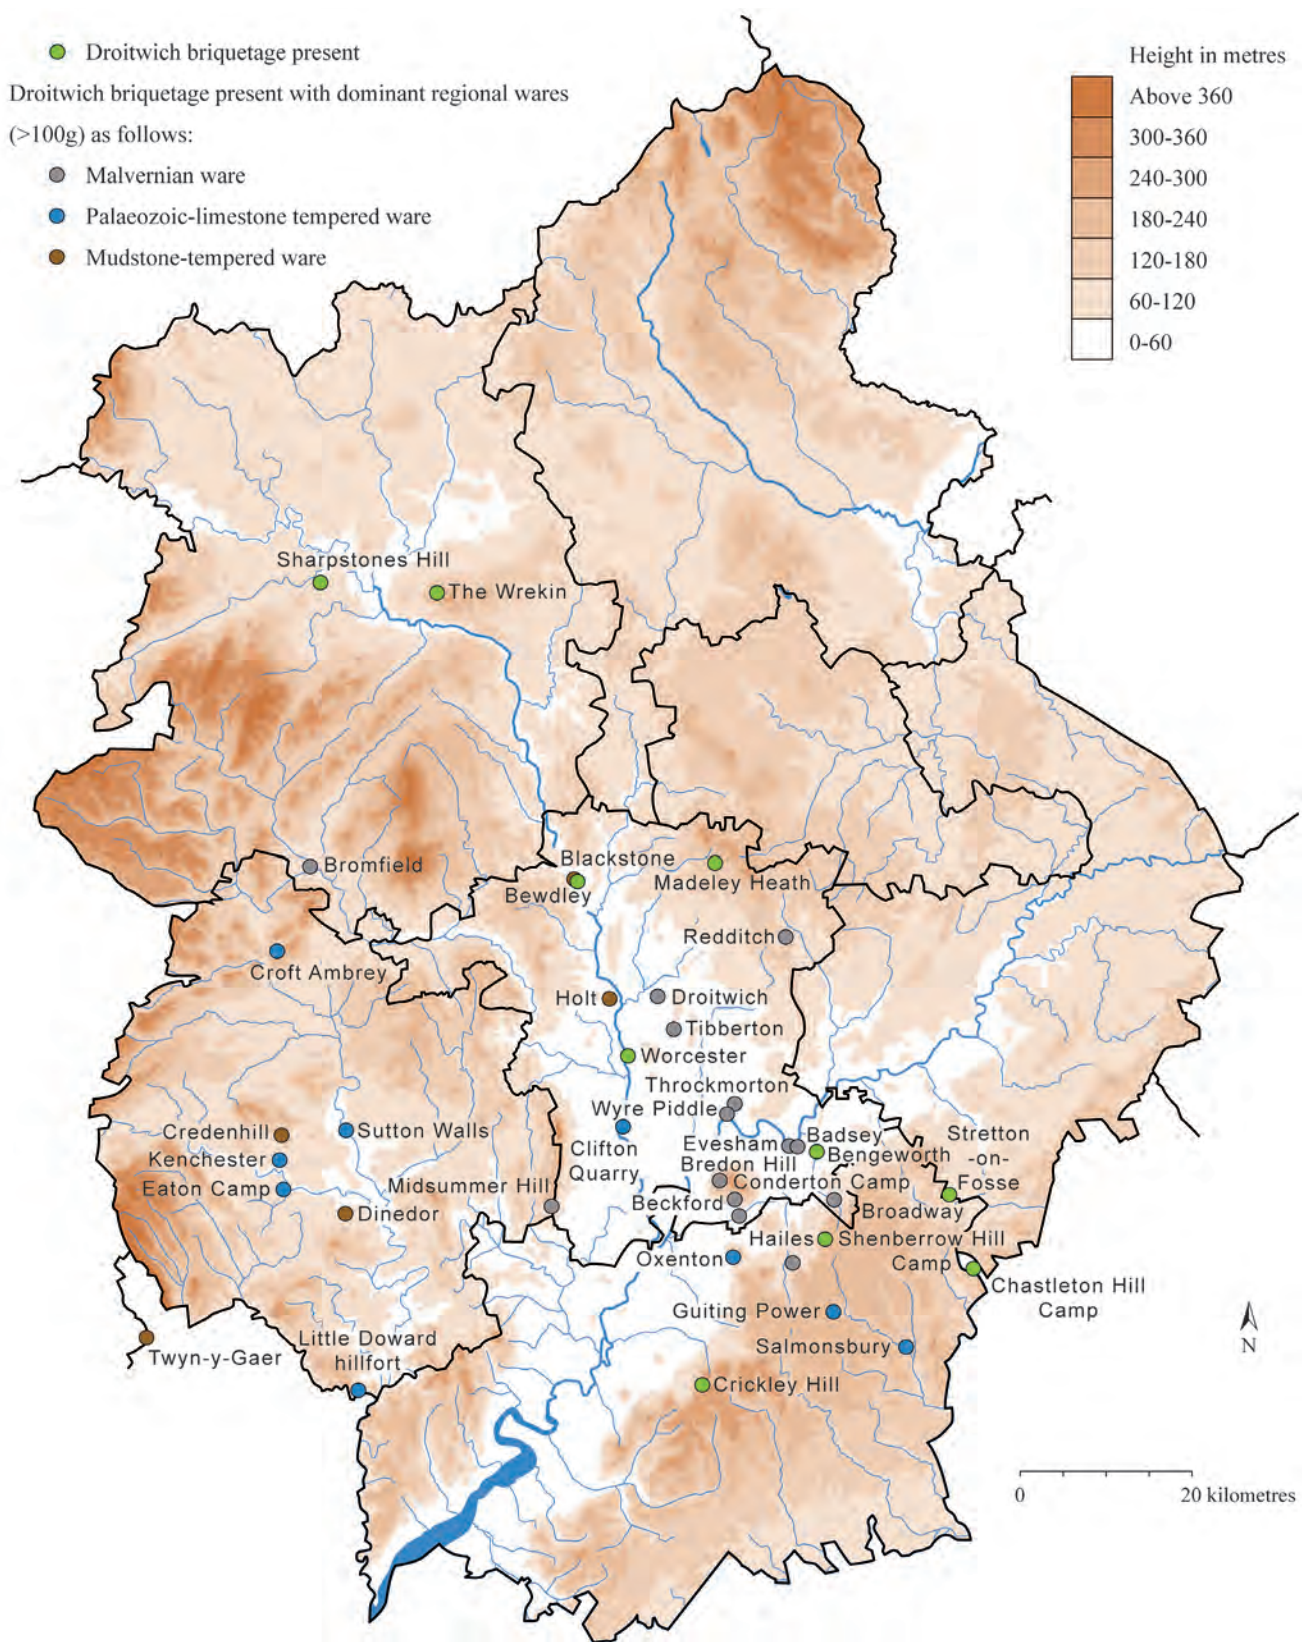 Droitwich briquetage present
Droitwich briquetage present with dominant regional wares
(>100g) as follows:
Malvernian ware
Palaeozoic-limestone tempered ware
Mudstone-tempered ware
Height in metres
Above 360
300-360
240-300
180-240
120-180
60-120
0-60
Sharpstones Hill
The Wrekin
Bromfield
Blackstone
Bewdley
Madeley Heath
Redditch
Croft Ambrey
Holt
Droitwich
Tibberton
Worcester
Throckmorton
Wyre Piddle
Credenhill
Sutton Walls
Kenchester
Eaton Camp
Clifton
Quarry
Evesham
Badsey
Bengeworth
Stretton
-on-
Fosse
Bredon Hill
Conderton Camp
Midsummer Hill
Beckford
Broadway
Dinedor
Hailes
Shenberrow Hill
Camp
Oxenton
Chastleton Hill
Camp
Guiting Power
Salmonsbury
Twyn-y-Gaer
Little Doward
hillfort
Crickley Hill
N
0
20 kilometres